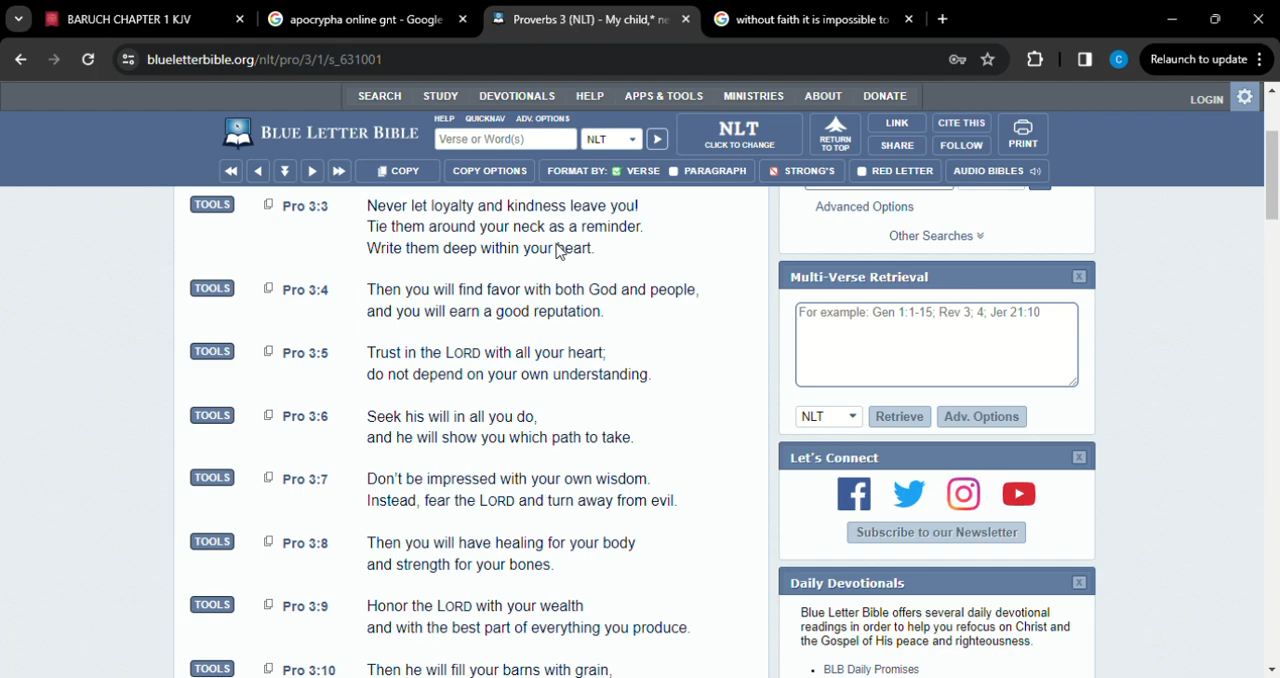 BARUCH CHAPTER 1 KJV
apocrypha online gnt - Google
Proverbs 3 (NLT) - My child,* ne
without faith it is impossible to
blueletterbible.org/nlt/pro/3/1/s_631001
C
Relaunch to update
SEARCH STUDY DEVOTIONALS HELP APPS & TOOLS MINISTRIES ABOUT DONATE
LOGIN
BLUE LETTER BIBLE
HELP QUICKNAV ADV. OPTIONS
Verse or Word(s)
NLT
NLT
CLICK TO CHANGE
RETURN
TO TOP
LINK
CITE THIS
SHARE
FOLLOW
PRINT
COPY
COPY OPTIONS
FORMAT BY: VERSE PARAGRAPH
STRONG'S
RED LETTER
AUDIO BIBLES
TOOLS Pro 3:3 Never let loyalty and kindness leave you!
Tie them around your neck as a reminder.
Write them deep within your heart.
TOOLS Pro 3:4 Then you will find favor with both God and people,
and you will earn a good reputation.
TOOLS Pro 3:5 Trust in the LORD with all your heart;
do not depend on your own understanding.
TOOLS Pro 3:6 Seek his will in all you do,
and he will show you which path to take.
TOOLS Pro 3:7 Don't be impressed with your own wisdom.
Instead, fear the LORD and turn away from evil.
TOOLS Pro 3:8 Then you will have healing for your body
and strength for your bones.
TOOLS Pro 3:9 Honor the LORD with your wealth
and with the best part of everything you produce.
TOOLS Pro 3:10 Then he will fill your barns with grain,
Advanced Options
Other Searches
Multi-Verse Retrieval
For example: Gen 1:1-15; Rev 3; 4; Jer 21:10
NLT
Retrieve
Adv. Options
Let's Connect
Subscribe to our Newsletter
Daily Devotionals
Blue Letter Bible offers several daily devotional
readings in order to help you refocus on Christ and
the Gospel of His peace and righteousness.
BLB Daily Promises